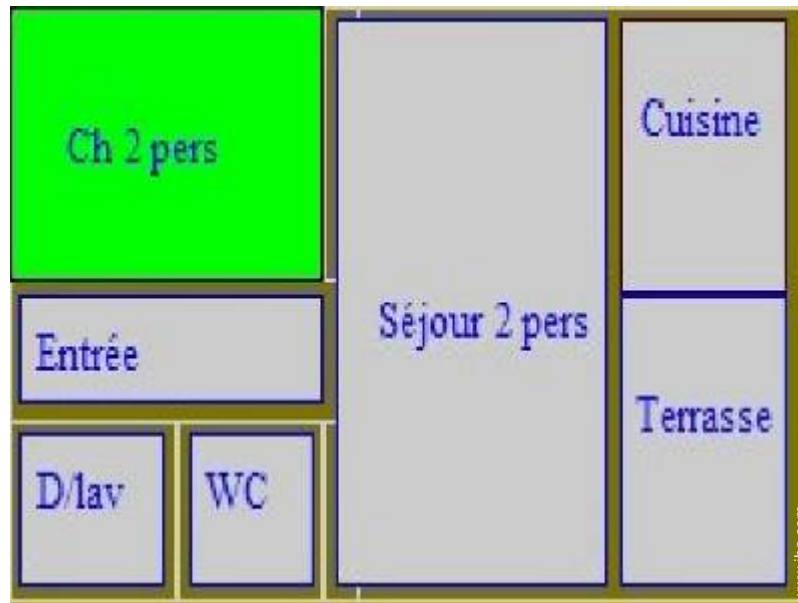 Ch 2 pers
Cuisine
Séjour 2 pers
Entrée
Terrasse
D/lav
WC